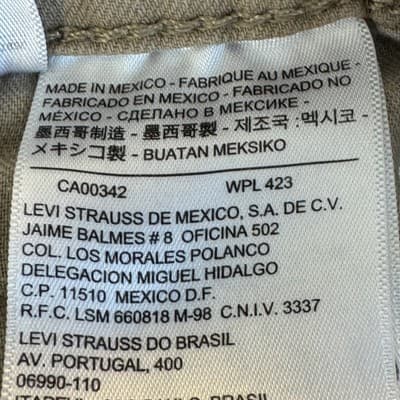 MADE IN MEXICO - FABRIQUE AU MEXIQUE -
FABRICADO EN MEXICO - FABRICADO NO
MÉXICO - СДЕЛАНО В МЕКСИКЕ -
墨西哥制造 - 墨西哥製 - 제조국 :멕시코 -
メキシコ製 - BUATAN MEKSIKO
CA00342 WPL 423
LEVI STRAUSS DE MEXICO, S.A. DE C.V.
JAIME BALMES # 8 OFICINA 502
COL. LOS MORALES POLANCO
DELEGACION MIGUEL HIDALGO
C.P. 11510 MEXICO D.F.
R.F.C. LSM 660818 M-98 C.N.I.V. 3337
LEVI STRAUSS DO BRASIL
AV. PORTUGAL, 400
06990-110